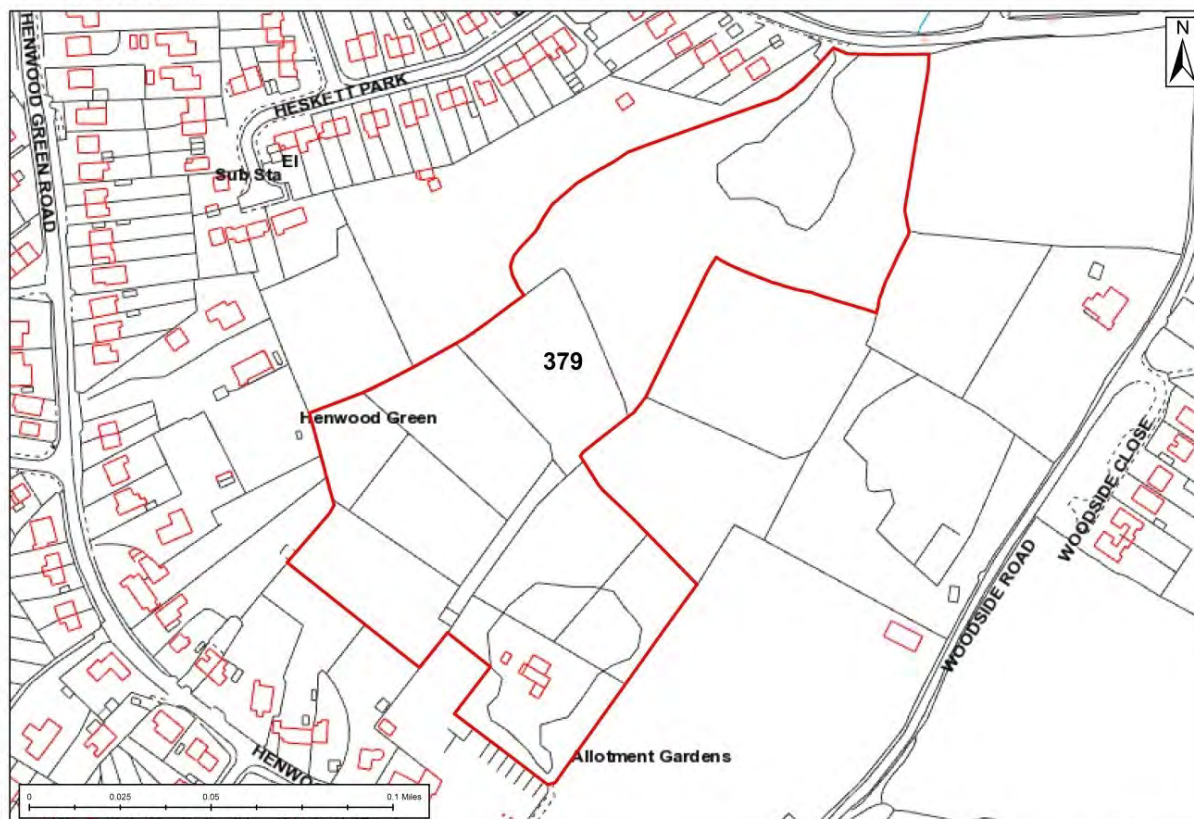 HENWOOD GREEN ROAD
N
HESKETT PARK
El
Sub Sta
379
Henwood Green
WOODSIDE CLOSE
WOODSIDE ROAD
Allotment Gardens
HENWO
0 0.025 0.05 0.1 Miles